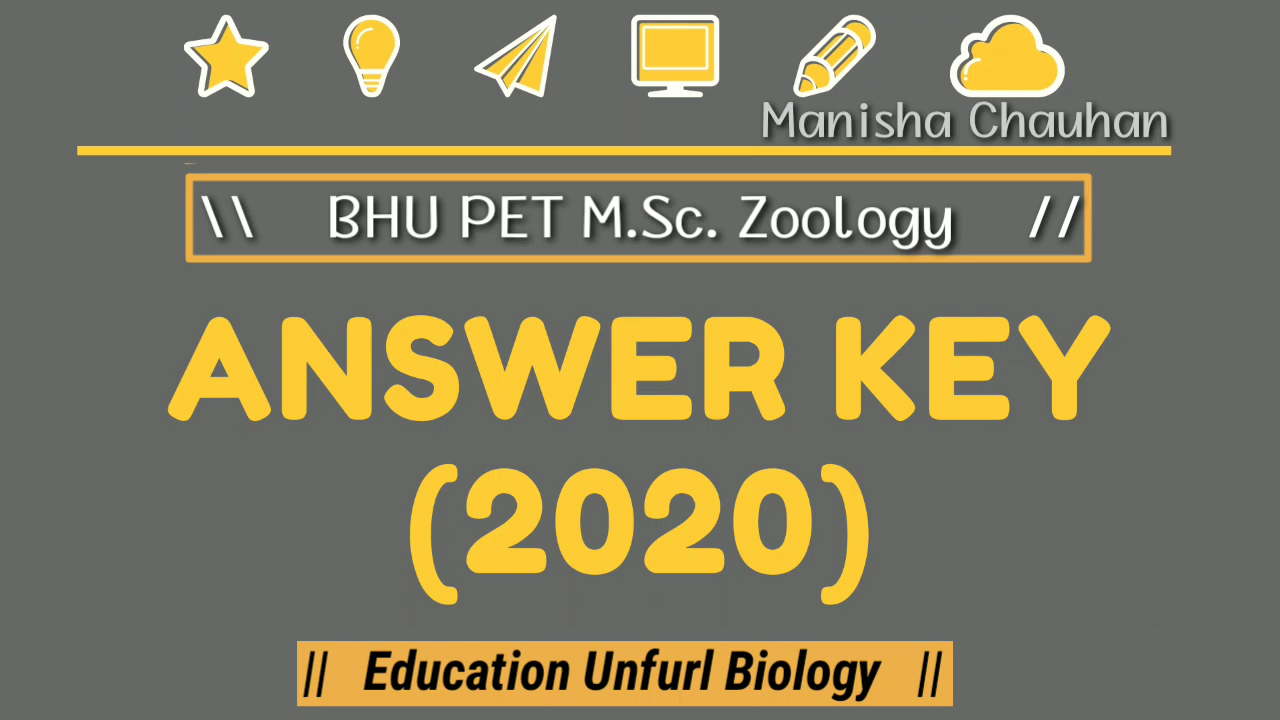 Manisha Chauhan
\\ BHU PET M.Sc. Zoology //
ANSWER KEY
(2020)
|| Education Unfurl Biology ||